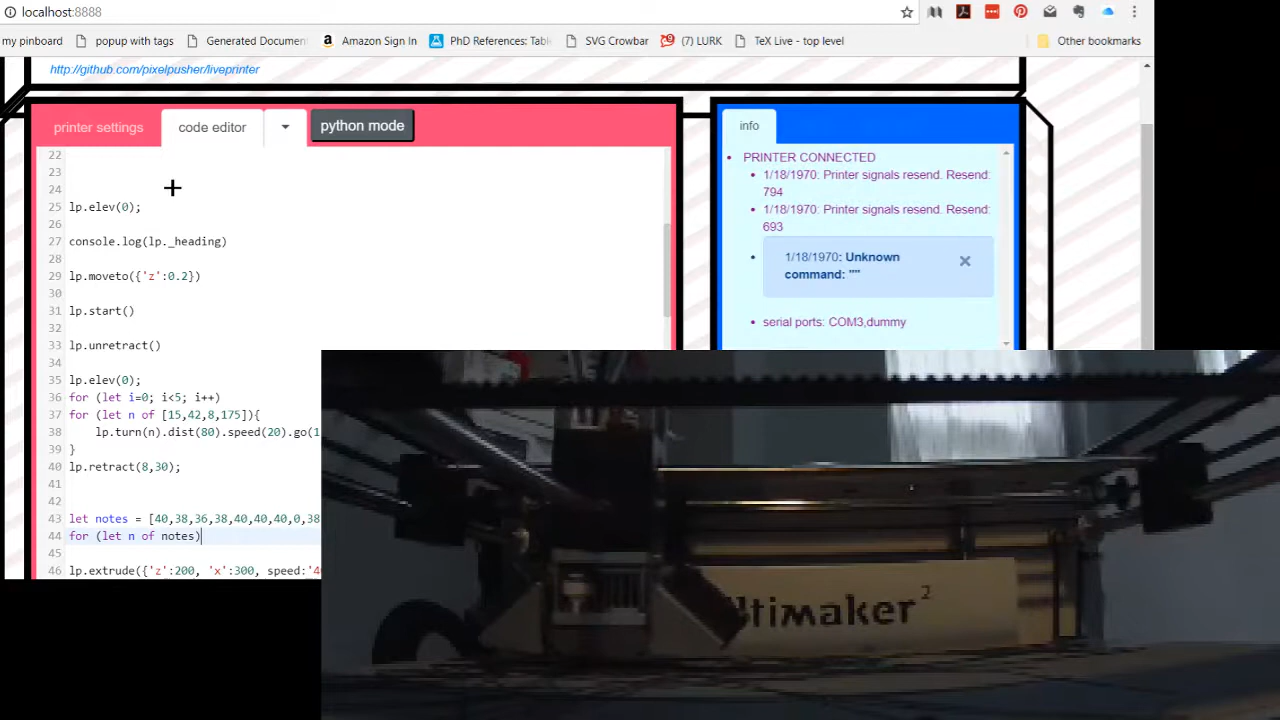 localhost:8888
my pinboard popup with tags Generated Documen Amazon Sign In PhD References: Tab SVG Crowbar (7) LURK TeX Live - top level Other bookmarks
http://github.com/pixelpusher/liveprinter
printer settings code editor python mode
22
23
24
25 lp.elev(0);
26
27 console.log(lp._heading)
28
29 lp.moveto({'z':0.2})
30
31 lp.start()
32
33 lp.unretract()
34
35 lp.elev(0);
36 for (let i=0; i<5; i++)
37 for (let n of [15,42,8,175]){
38 lp.turn(n).dist(80).speed(20).go(1
39 }
40 lp.retract(8,30);
41
42
43 let notes = [40,38,36,38,40,40,40,0,38
44 for (let n of notes)
45
46 lp.extrude({'z':200, 'x':300, speed:'4
info
PRINTER CONNECTED
1/18/1970: Printer signals resend. Resend:
794
1/18/1970: Printer signals resend. Resend:
693
1/18/1970: Unknown
command: ""
×
serial ports: COM3,dummy
ltimaker 2